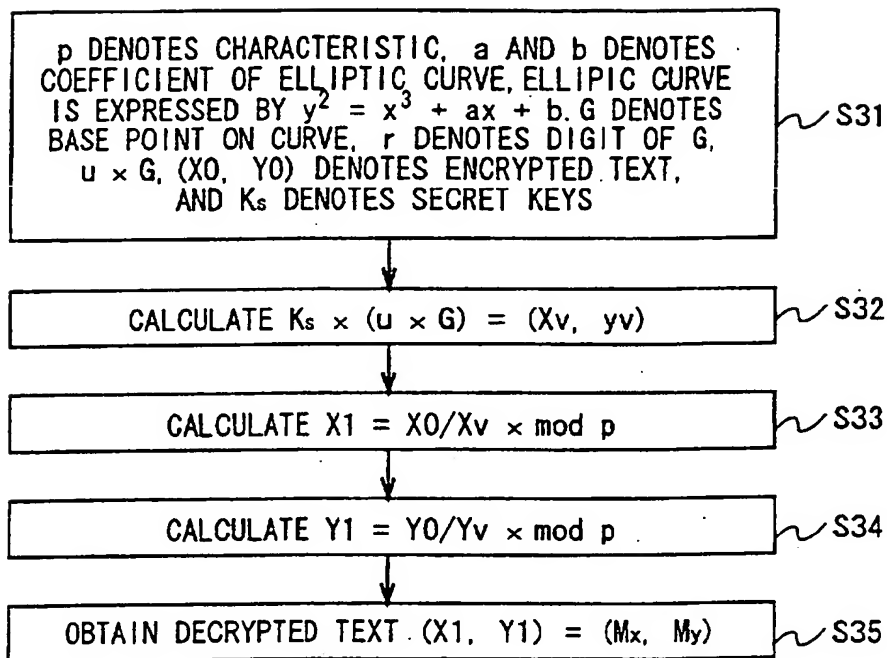 p DENOTES CHARACTERISTIC, a AND b DENOTES
COEFFICIENT OF ELLIPTIC CURVE, ELLIPIC CURVE
IS EXPRESSED BY y² = x³ + ax + b. G DENOTES
BASE POINT ON CURVE, r DENOTES DIGIT OF G,
u × G, (X0, Y0) DENOTES ENCRYPTED TEXT,
AND Ks DENOTES SECRET KEYS
S31
CALCULATE Ks × (u × G) = (Xv, yv)
S32
CALCULATE X1 = X0/Xv × mod p
S33
CALCULATE Y1 = Y0/Yv × mod p
S34
OBTAIN DECRYPTED TEXT (X1, Y1) = (Mx, My)
S35